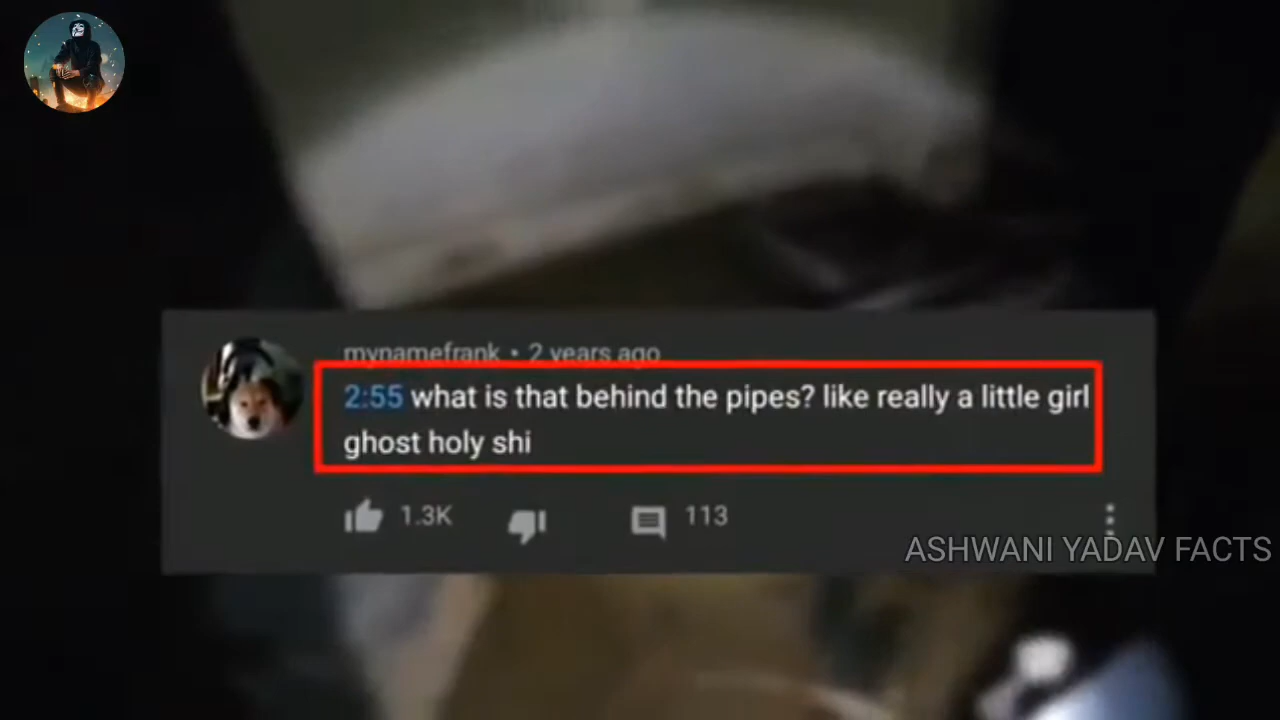 mynamefrank • 2 years ago
2:55 what is that behind the pipes? like really a little girl
ghost holy shi
1.3K 113
ASHWANI YADAV FACTS